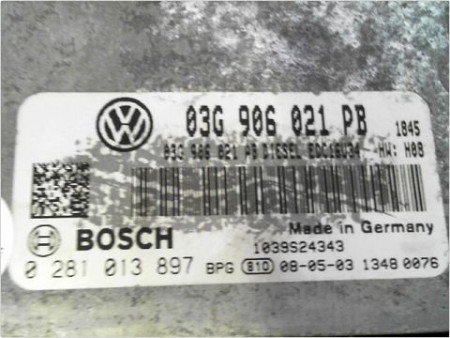 03G 906 021 PB 1845
03G 906 021 AB DIESEL EDC16U34 HW: H08
Made in Germany
BOSCH 1039S24343
0 281 013 897 BPG 810 08-05-03 1348 0076